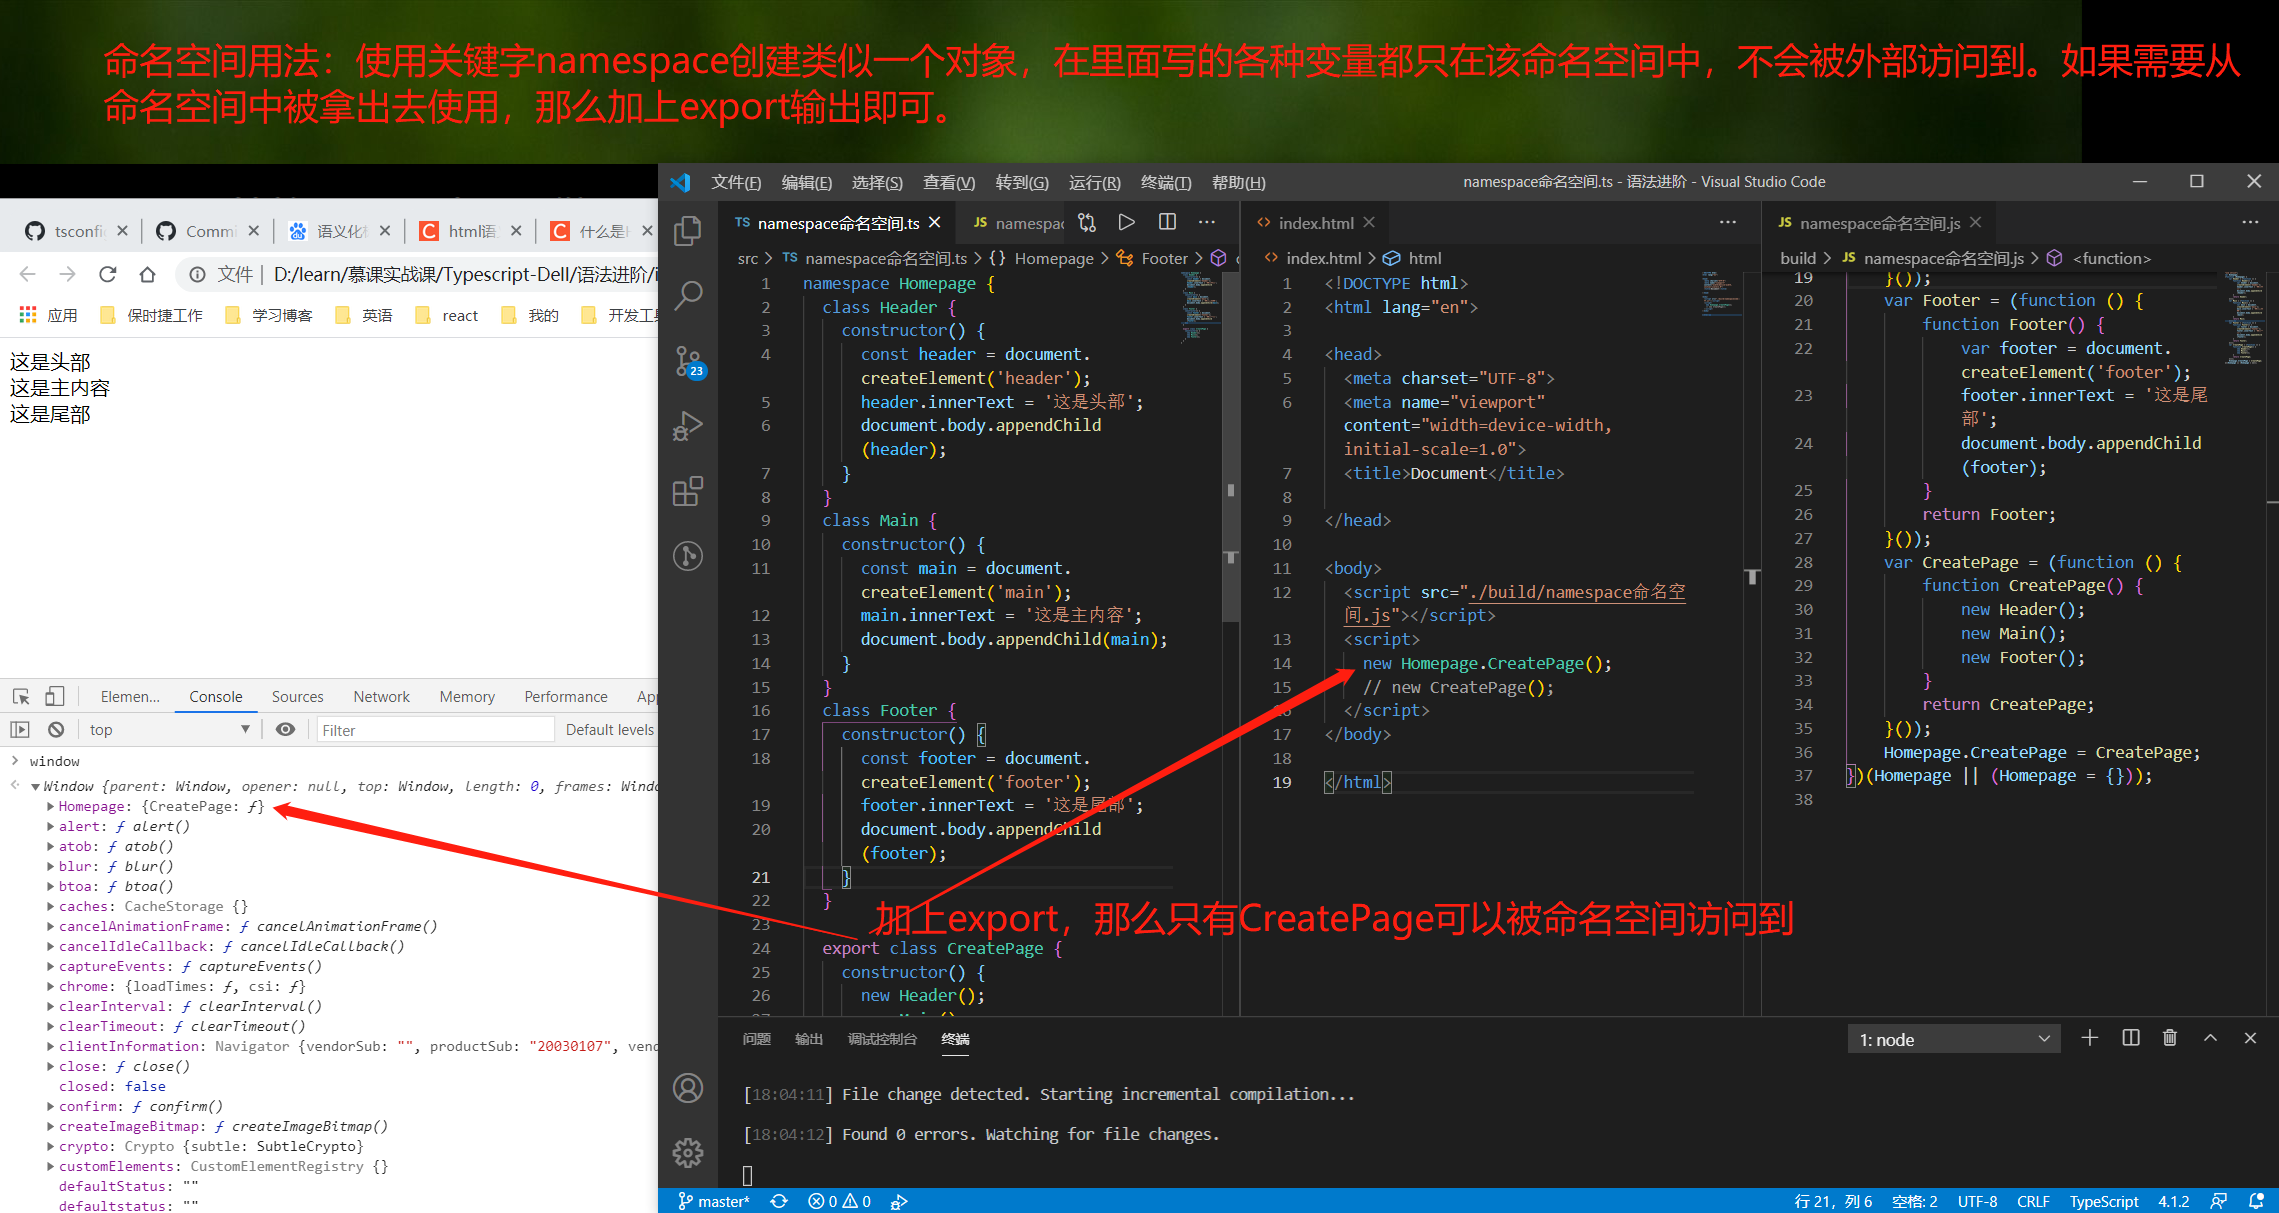 命名空间用法：使用关键字namespace创建类似一个对象，在里面写的各种变量都只在该命名空间中，不会被外部访问到。如果需要从
命名空间中被拿出去使用，那么加上export输出即可。
文件(F) 编辑(E) 选择(S) 查看(V) 转到(G) 运行(R) 终端(T) 帮助(H)
namespace命名空间.ts - 语法进阶 - Visual Studio Code
tsconfi
Commi
语义化
html语
什么是
文件 | D:/learn/慕课实战课/Typescript-Dell/语法进阶/i
应用 保时捷工作 学习博客 英语 react 我的 开发工具
这是头部
这是主内容
这是尾部
Elemen... Console Sources Network Memory Performance App
top Filter Default levels
window
Window {parent: Window, opener: null, top: Window, length: 0, frames: Windo
Homepage: {CreatePage: ƒ}
alert: ƒ alert()
atob: ƒ atob()
blur: ƒ blur()
btoa: ƒ btoa()
caches: CacheStorage {}
cancelAnimationFrame: ƒ cancelAnimationFrame()
cancelIdleCallback: ƒ cancelIdleCallback()
captureEvents: ƒ captureEvents()
chrome: {loadTimes: ƒ, csi: ƒ}
clearInterval: ƒ clearInterval()
clearTimeout: ƒ clearTimeout()
clientInformation: Navigator {vendorSub: "", productSub: "20030107", vend
close: ƒ close()
closed: false
confirm: ƒ confirm()
createImageBitmap: ƒ createImageBitmap()
crypto: Crypto {subtle: SubtleCrypto}
customElements: CustomElementRegistry {}
defaultStatus: ""
defaultstatus: ""
23
TS namespace命名空间.ts
JS namespac
src > TS namespace命名空间.ts > {} Homepage > Footer >
1 namespace Homepage {
2 class Header {
3 constructor() {
4 const header = document.
createElement('header');
5 header.innerText = '这是头部';
6 document.body.appendChild
(header);
7 }
8 }
9 class Main {
10 constructor() {
11 const main = document.
createElement('main');
12 main.innerText = '这是主内容';
13 document.body.appendChild(main);
14 }
15 }
16 class Footer {
17 constructor() {
18 const footer = document.
createElement('footer');
19 footer.innerText = '这是尾部';
20 document.body.appendChild
(footer);
21 }
22 }
23
24 export class CreatePage {
25 constructor() {
26 new Header();
加上export，那么只有CreatePage可以被命名空间访问到
index.html
index.html > html
1 <!DOCTYPE html>
2 <html lang="en">
3
4 <head>
5 <meta charset="UTF-8">
6 <meta name="viewport"
content="width=device-width,
initial-scale=1.0">
7 <title>Document</title>
8
9 </head>
10
11 <body>
12 <script src="./build/namespace命名空
间.js"></script>
13 <script>
14 new Homepage.CreatePage();
15 // new CreatePage();
16 </script>
17 </body>
18
19 </html>
JS namespace命名空间.js
build > JS namespace命名空间.js > <function>
19 }());
20 var Footer = (function () {
21 function Footer() {
22 var footer = document.
createElement('footer');
23 footer.innerText = '这是尾
部';
24 document.body.appendChild
(footer);
25 }
26 return Footer;
27 }());
28 var CreatePage = (function () {
29 function CreatePage() {
30 new Header();
31 new Main();
32 new Footer();
33 }
34 return CreatePage;
35 }());
36 Homepage.CreatePage = CreatePage;
37 })(Homepage || (Homepage = {}));
38
问题 输出 调试控制台 终端
1: node
[18:04:11] File change detected. Starting incremental compilation...
[18:04:12] Found 0 errors. Watching for file changes.
master* 0 0
行 21，列 6 空格: 2 UTF-8 CRLF TypeScript 4.1.2